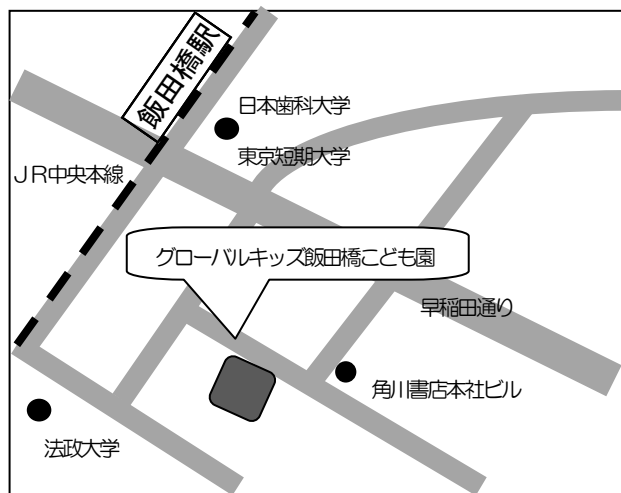 飯田橋駅
日本歯科大学
東京短期大学
ＪＲ中央本線
グローバルキッズ飯田橋こども園
早稲田通り
角川書店本社ビル
法政大学